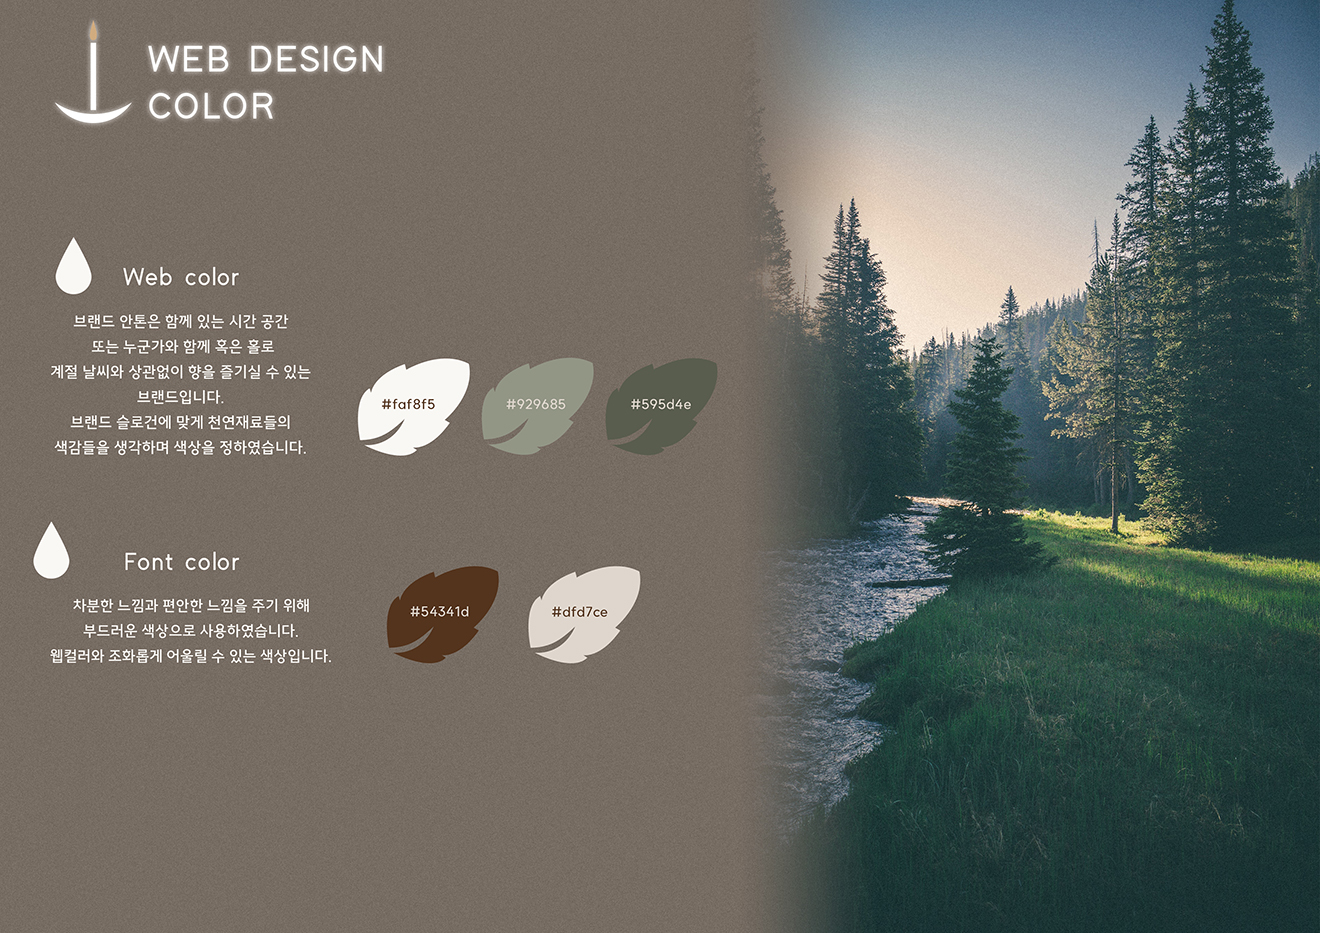 WEB DESIGN
COLOR
Web color
브랜드 안톤은 함께 있는 시간 공간
또는 누군가와 함께 혹은 홀로
계절 날씨와 상관없이 향을 즐기실 수 있는
브랜드입니다.
브랜드 슬로건에 맞게 천연재료들의
색감들을 생각하며 색상을 정하였습니다.
#faf8f5
#929685
#595d4e
Font color
차분한 느낌과 편안한 느낌을 주기 위해
부드러운 색상으로 사용하였습니다.
웹컬러와 조화롭게 어울릴 수 있는 색상입니다.
#54341d
#dfd7ce